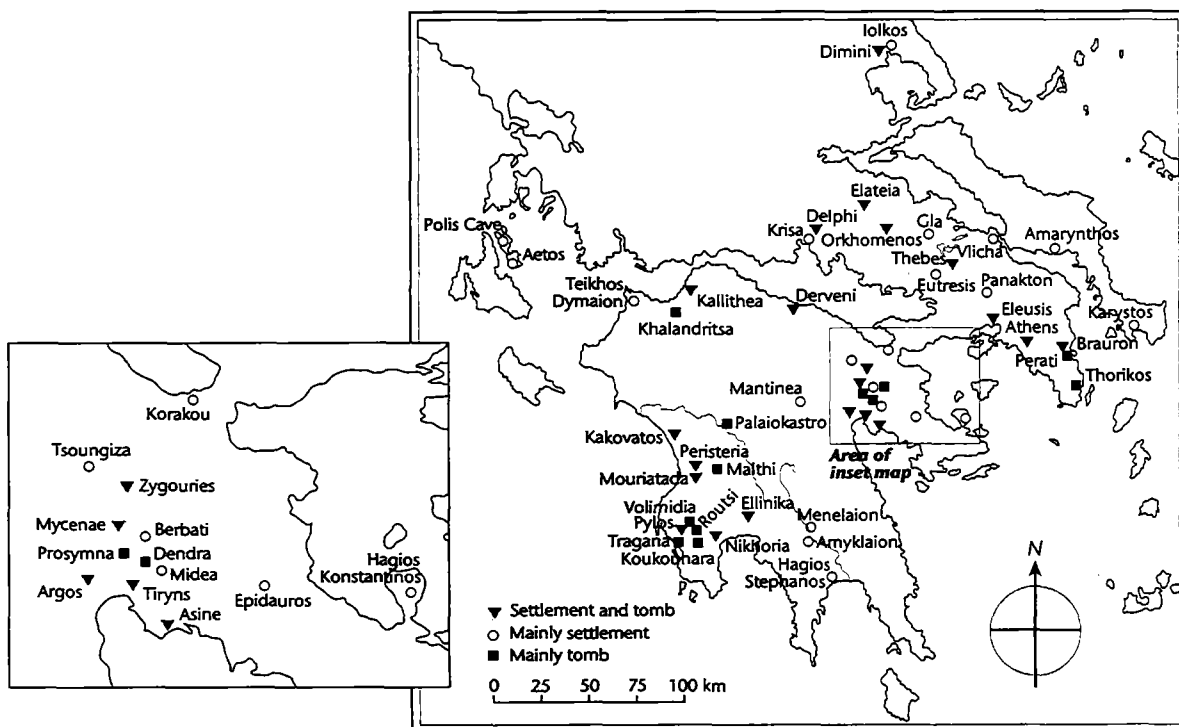 Iolkos
Dimini
Elateia
Delphi
Gla
Polis Cave
Krisa
Orkhomenos
Amarynthos
Aetos
Thebes
Vlicha
Teikhos
Dymaion
Eutresis
Panakton
Kallithea
Derveni
Eleusis
Karystos
Khalandritsa
Athens
Brauron
Perati
Thorikos
Mantinea
Palaiokastro
Kakovatos
Area of
inset map
Peristeria
Malthi
Mouriatada
Volimidia
Routsi
Ellinika
Pylos
Menelaion
Tragana
Nikhoria
Amyklaion
Koukounara
Hagios
Stephanos
N
Settlement and tomb
Mainly settlement
Mainly tomb
0 25 50 75 100 km
Korakou
Tsoungiza
Zygouries
Mycenae
Berbati
Prosymna
Dendra
Midea
Hagios
Konstantinos
Argos
Tiryns
Epidauros
Asine